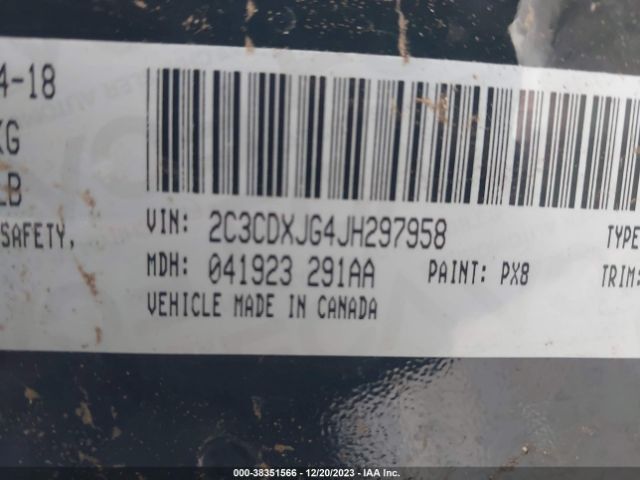 4-18
KG
LB
SAFETY,
VIN: 2C3CDXJG4JH297958 TYPE
MDH: 041923 291AA PAINT: PX8 TRIM:
VEHICLE MADE IN CANADA
000-38351566 - 12/20/2023 - IAA Inc.